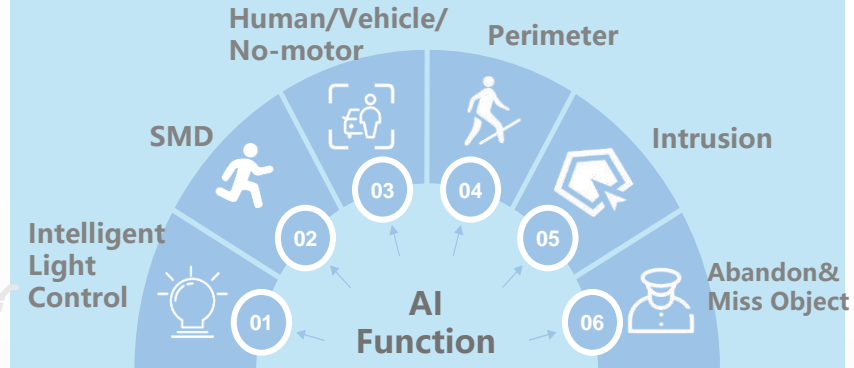 Human/Vehicle/
No-motor
Perimeter
SMD
Intrusion
03
04
Intelligent
Light
Control
02
05
Abandon&
Miss Object
AI
Function
01
06